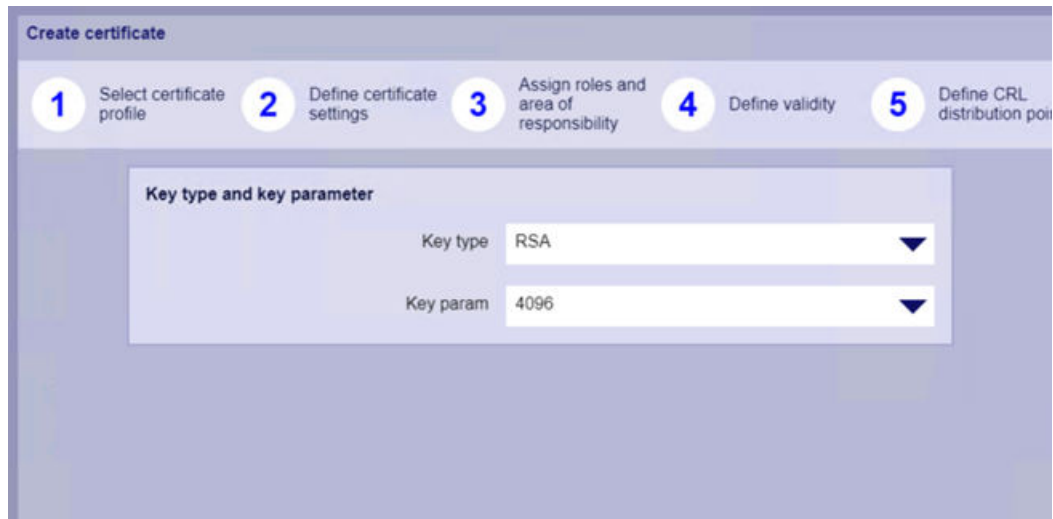 Create certificate
1 Select certificate profile
2 Define certificate settings
3 Assign roles and area of responsibility
4 Define validity
5 Define CRL distribution
Key type and key parameter
Key type RSA
Key param 4096